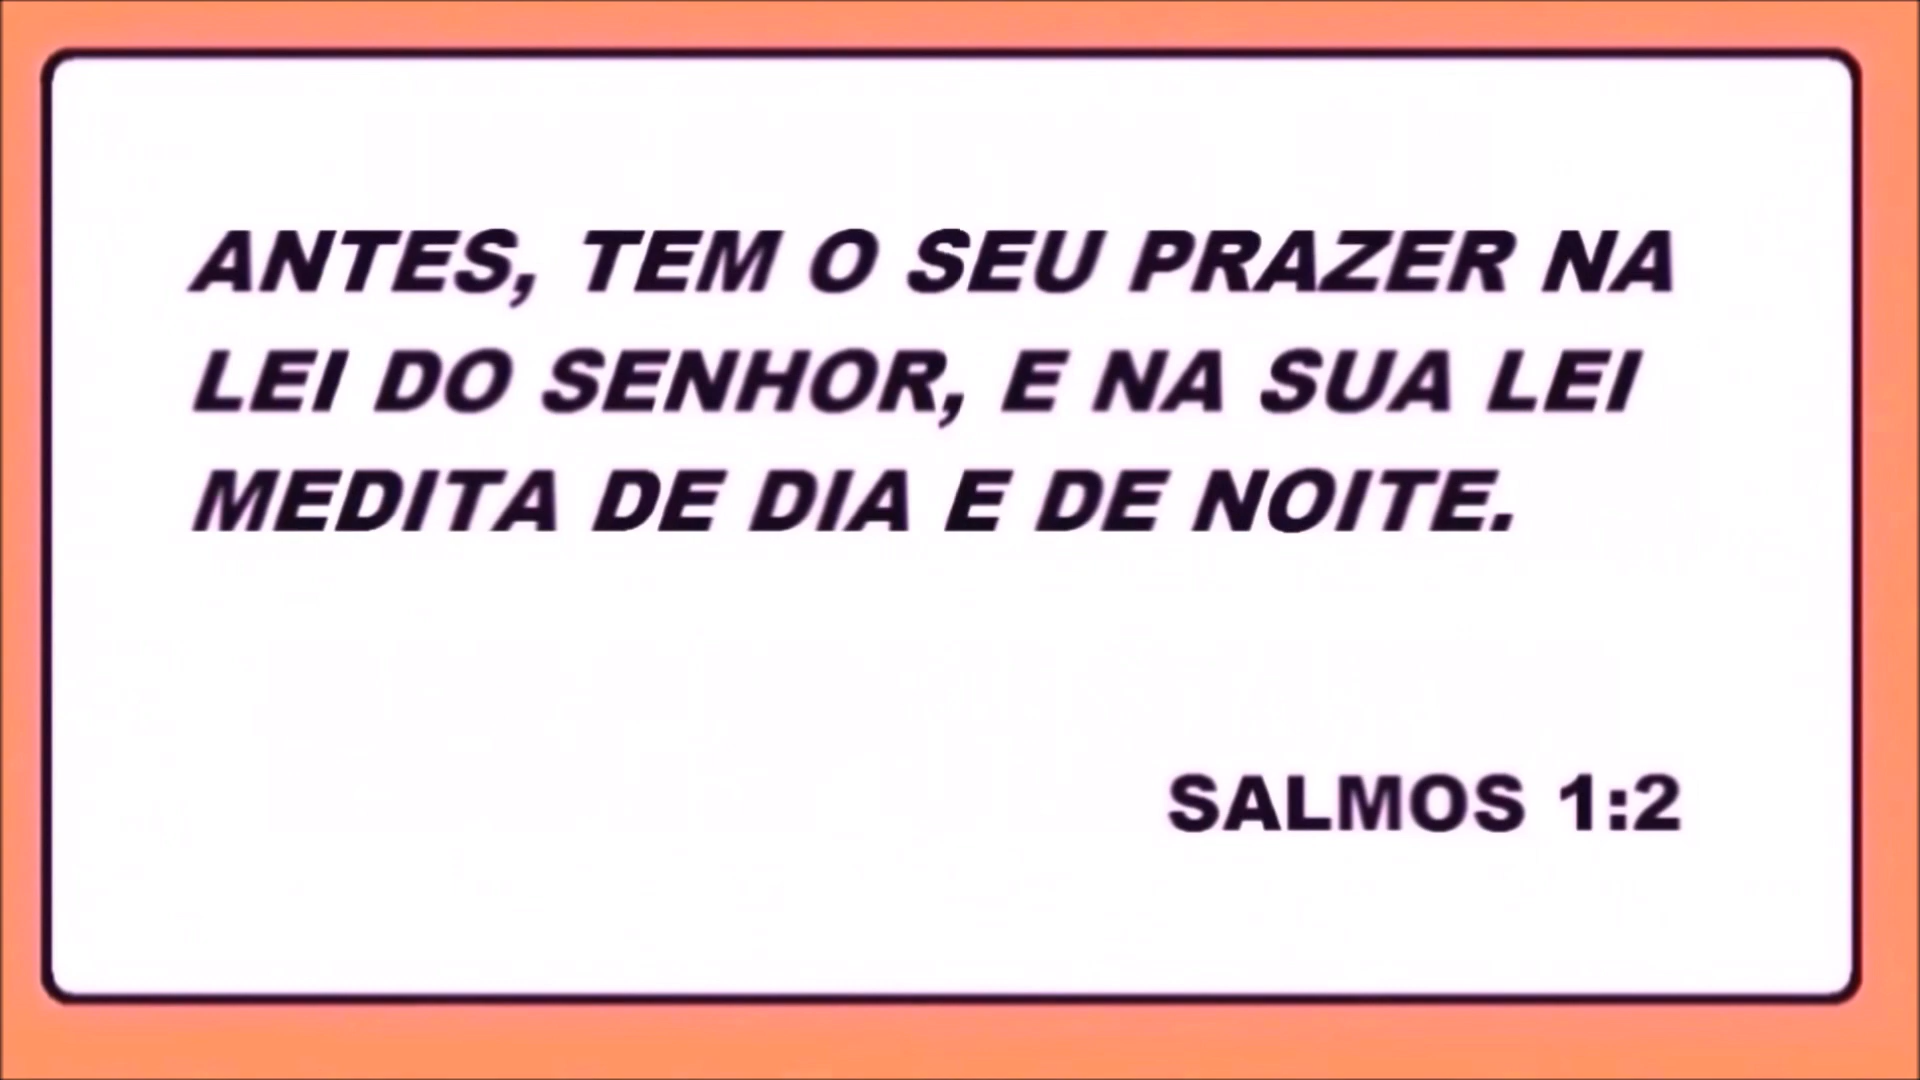 ANTES, TEM O SEU PRAZER NA
LEI DO SENHOR, E NA SUA LEI
MEDITA DE DIA E DE NOITE.
SALMOS 1:2